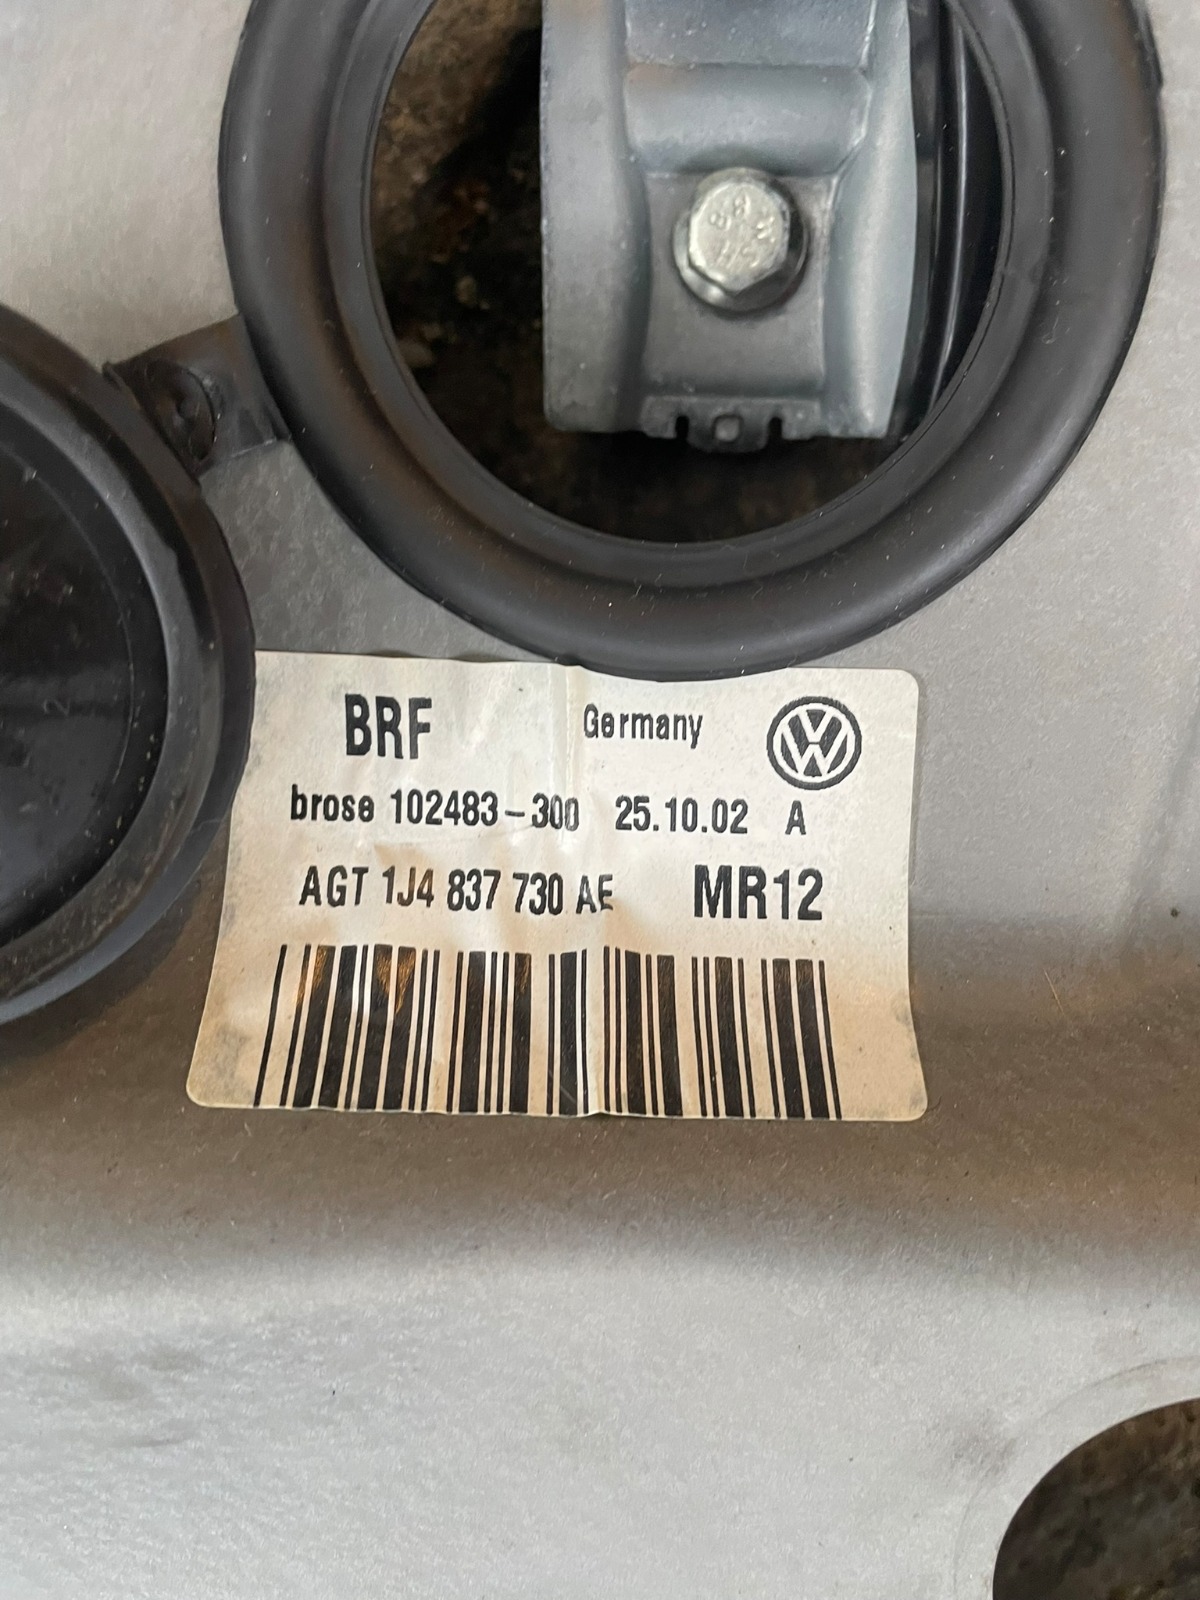 BRF Germany
brose 102483-300 25.10.02 A
AGT 1J4 837 730 AE MR12